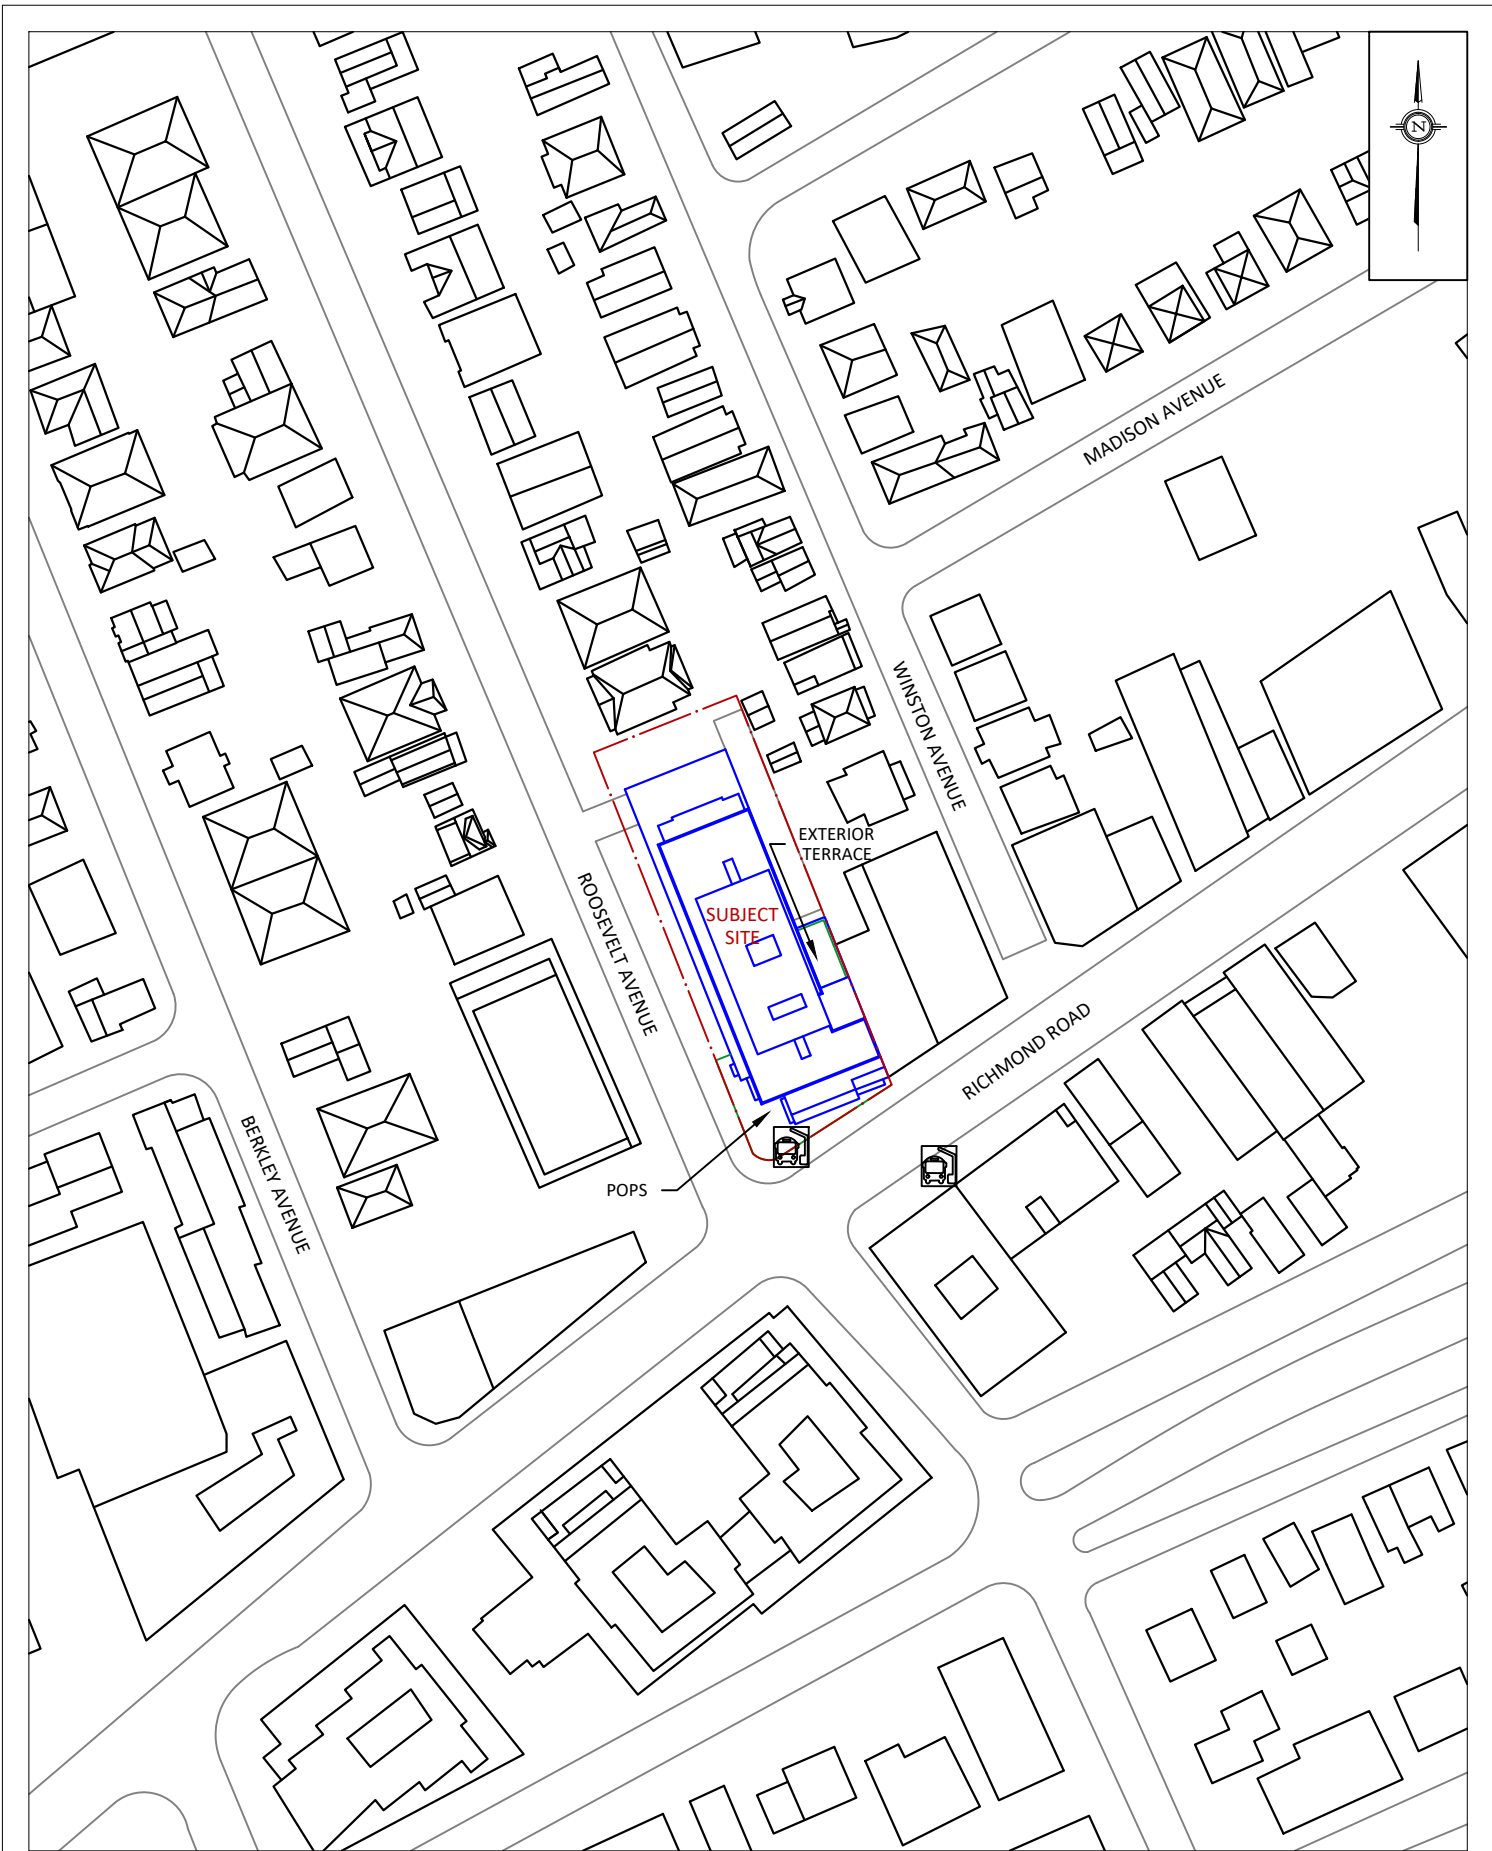 N
MADISON AVENUE
WINSTON AVENUE
EXTERIOR
TERRACE
ROOSEVELT AVENUE
SUBJECT
SITE
RICHMOND ROAD
BERKLEY AVENUE
POPS